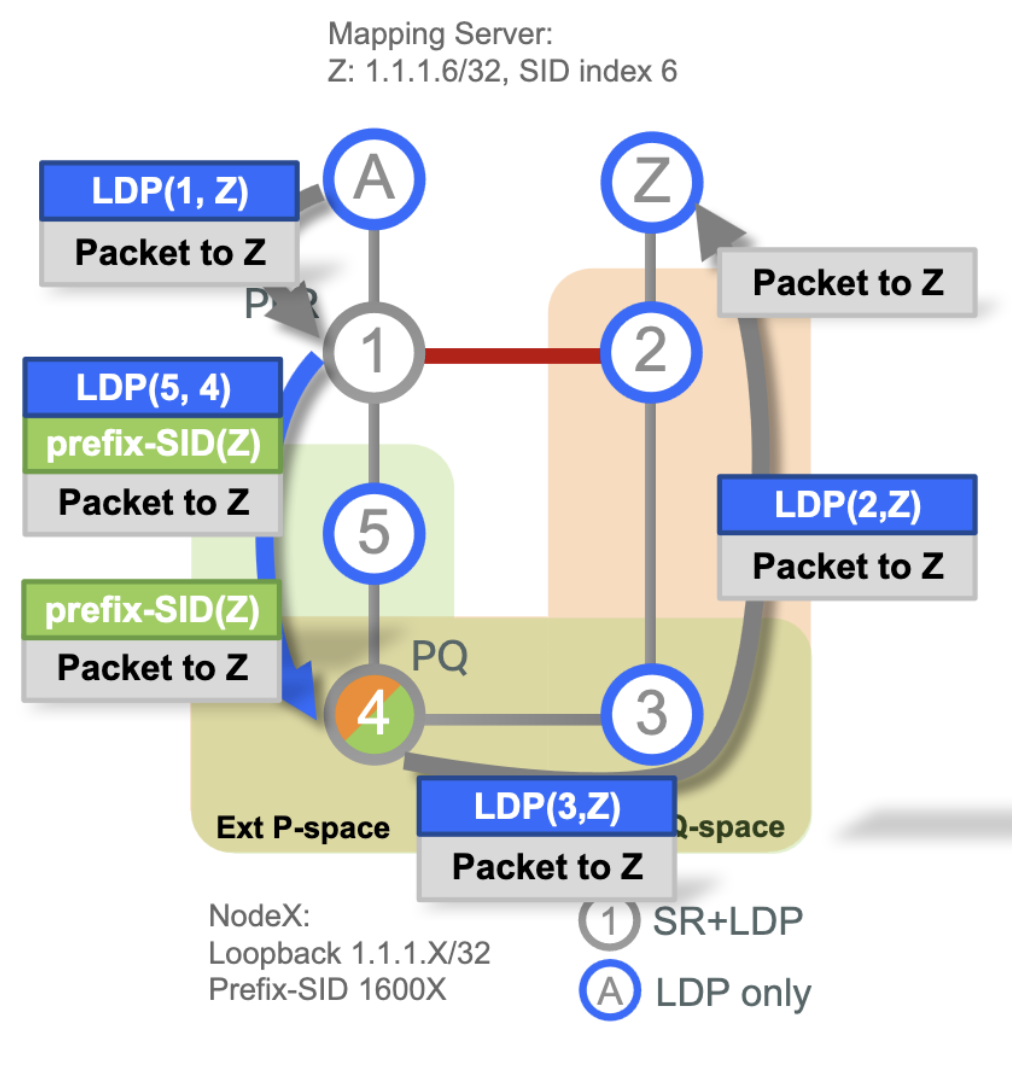 Mapping Server:
Z: 1.1.1.6/32, SID index 6
A
Z
LDP(1, Z)
Packet to Z
Packet to Z
1
2
LDP(5, 4)
prefix-SID(Z)
Packet to Z
LDP(2,Z)
Packet to Z
5
prefix-SID(Z)
Packet to Z
PQ
4
3
LDP(3,Z)
Packet to Z
Ext P-space
Q-space
NodeX:
Loopback 1.1.1.X/32
Prefix-SID 1600X
1 SR+LDP
A LDP only